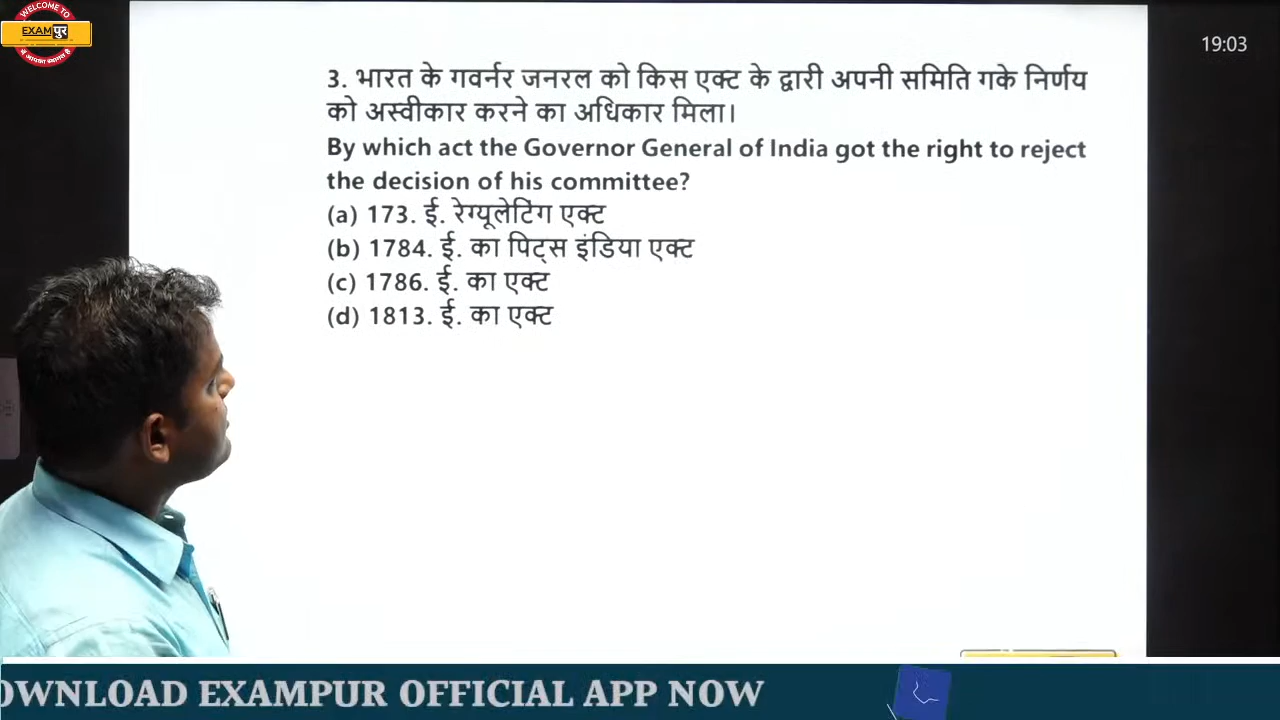 WELCOME TO
EXAMपुर
19:03
3. भारत के गवर्नर जनरल को किस एक्ट के द्वारी अपनी समिति गके निर्णय
को अस्वीकार करने का अधिकार मिला।
By which act the Governor General of India got the right to reject
the decision of his committee?
(a) 173. ई. रेग्यूलेटिंग एक्ट
(b) 1784. ई. का पिट्स इंडिया एक्ट
(c) 1786. ई. का एक्ट
(d) 1813. ई. का एक्ट
OWNLOAD EXAMPUR OFFICIAL APP NOW